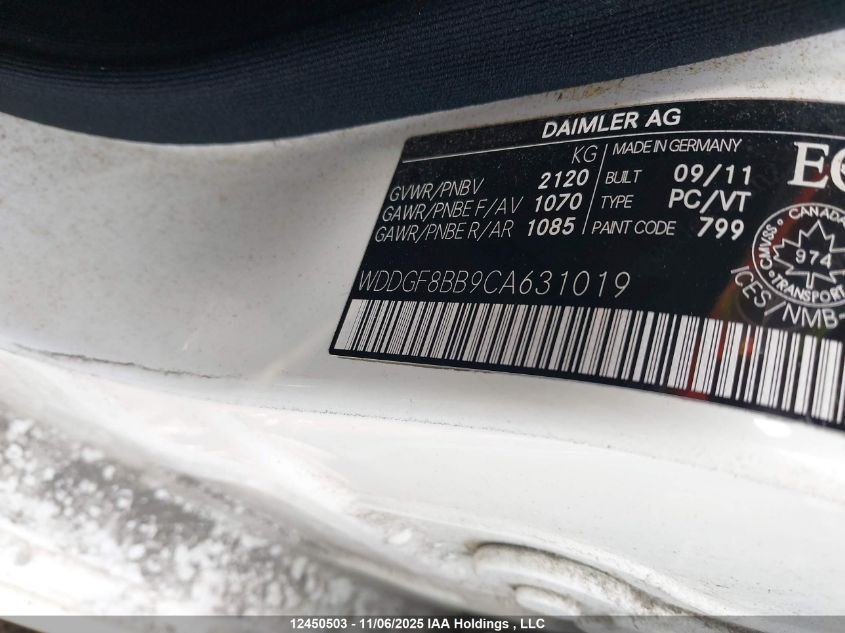 DAIMLER AG
KG
MADE IN GERMANY
GVWR/PNBV 2120
BUILT 09/11
GAWR/PNBE F/AV 1070
TYPE PC/VT
GAWR/PNBE R/AR 1085
PAINT CODE 799
WDDGF8BB9CA631019
CANADA
CMVSS
974
TRANSPORT
ICES/NMB-
12450503 - 11/06/2025 IAA Holdings , LLC